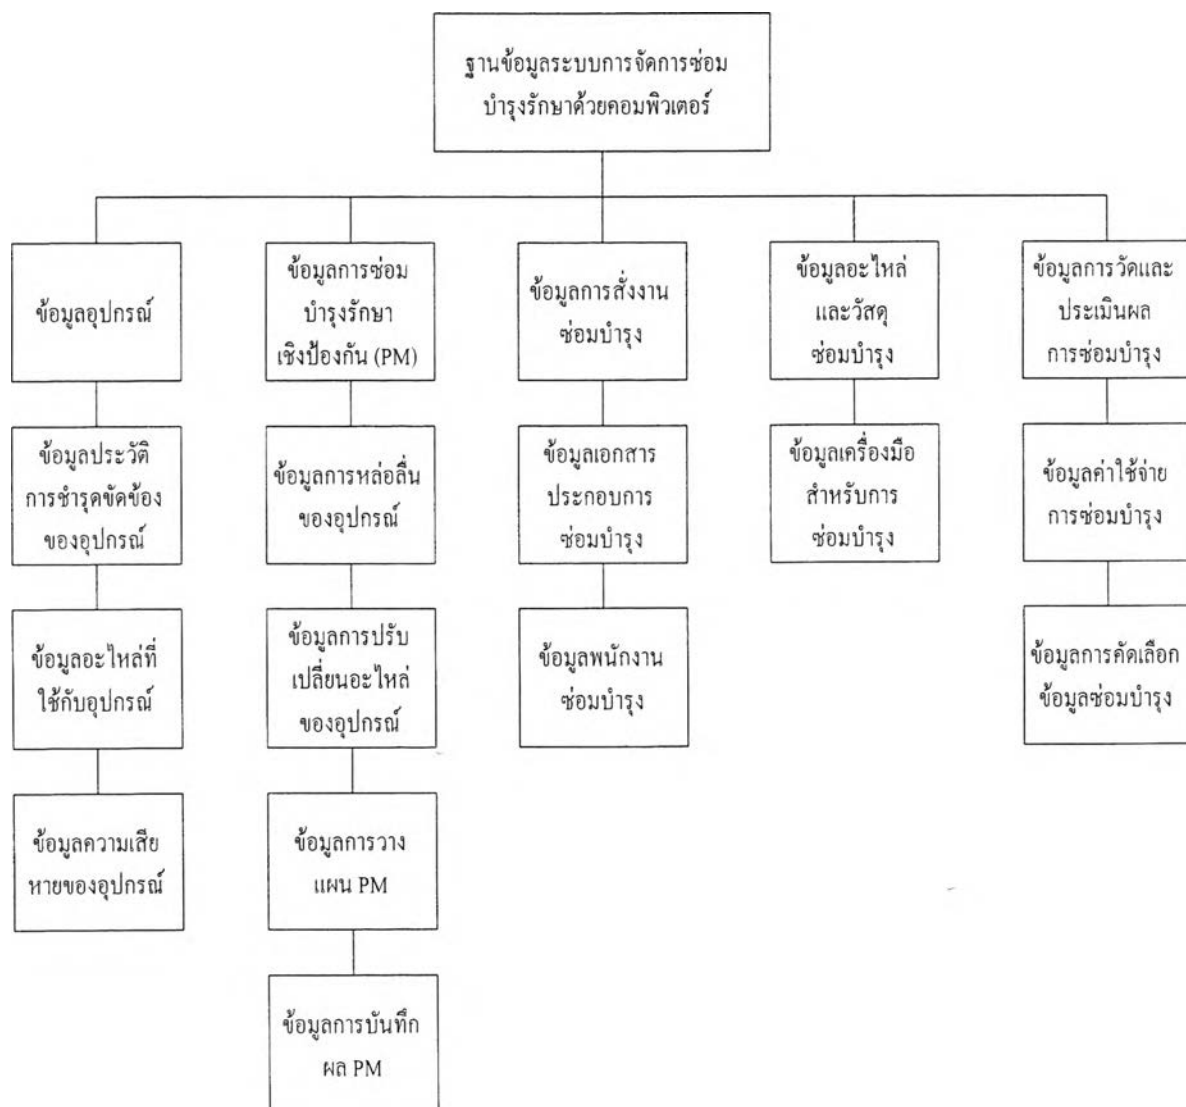 ฐานข้อมูลระบบการจัดการซ่อม
บำรุงรักษาด้วยคอมพิวเตอร์
ข้อมูลอุปกรณ์
ข้อมูลการซ่อม
บำรุงรักษา
เชิงป้องกัน (PM)
ข้อมูลการสั่งงาน
ซ่อมบำรุง
ข้อมูลอะไหล่
และวัสดุ
ซ่อมบำรุง
ข้อมูลการวัดและ
ประเมินผล
การซ่อมบำรุง
ข้อมูลประวัติ
การชำรุดขัดข้อง
ของอุปกรณ์
ข้อมูลการหล่อลื่น
ของอุปกรณ์
ข้อมูลเอกสาร
ประกอบการ
ซ่อมบำรุง
ข้อมูลเครื่องมือ
สำหรับการ
ซ่อมบำรุง
ข้อมูลค่าใช้จ่าย
การซ่อมบำรุง
ข้อมูลอะไหล่ที่
ใช้กับอุปกรณ์
ข้อมูลการปรับ
เปลี่ยนอะไหล่
ของอุปกรณ์
ข้อมูลพนักงาน
ซ่อมบำรุง
ข้อมูลการคัดเลือก
ข้อมูลซ่อมบำรุง
ข้อมูลความเสีย
หายของอุปกรณ์
ข้อมูลการวาง
แผน PM
ข้อมูลการบันทึก
ผล PM